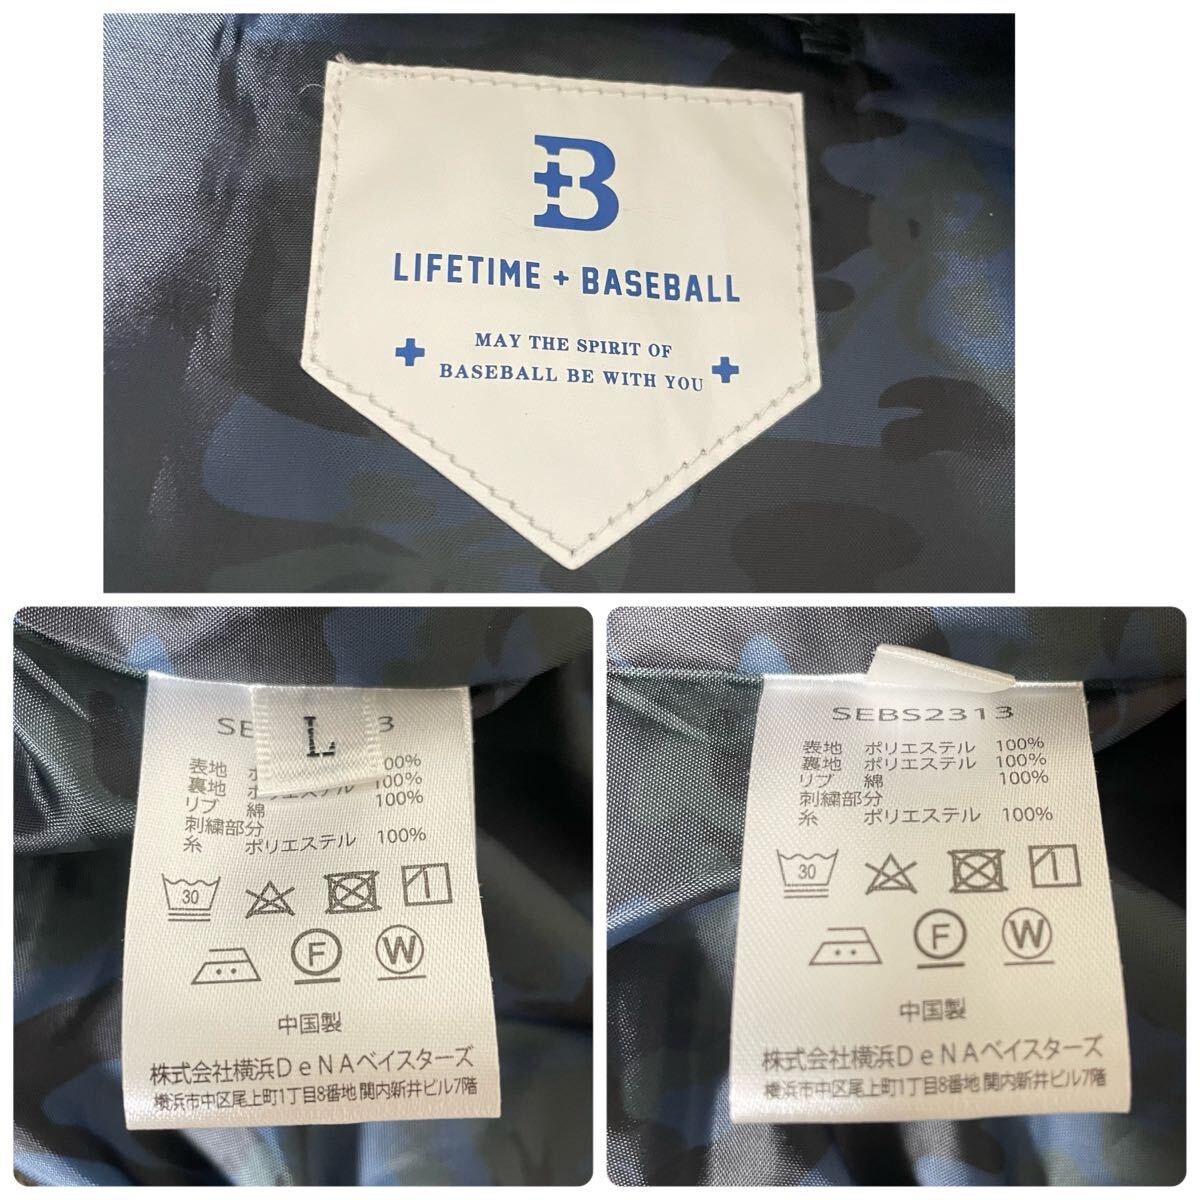 B
LIFETIME + BASEBALL
MAY THE SPIRIT OF
BASEBALL BE WITH YOU
L
表地
裏地 ポリエステル 100%
リブ 綿 100%
刺繍部分
糸 ポリエステル 100%
30
F W
中国製
株式会社横浜DeNAベイスターズ
横浜市中区尾上町1丁目8番地 関内新井ビル7階
SEBS2313
表地 ポリエステル 100%
裏地 ポリエステル 100%
リブ 綿 100%
刺繍部分
糸 ポリエステル 100%
30
F W
中国製
株式会社横浜DeNAベイスターズ
横浜市中区尾上町1丁目8番地 関内新井ビル7階